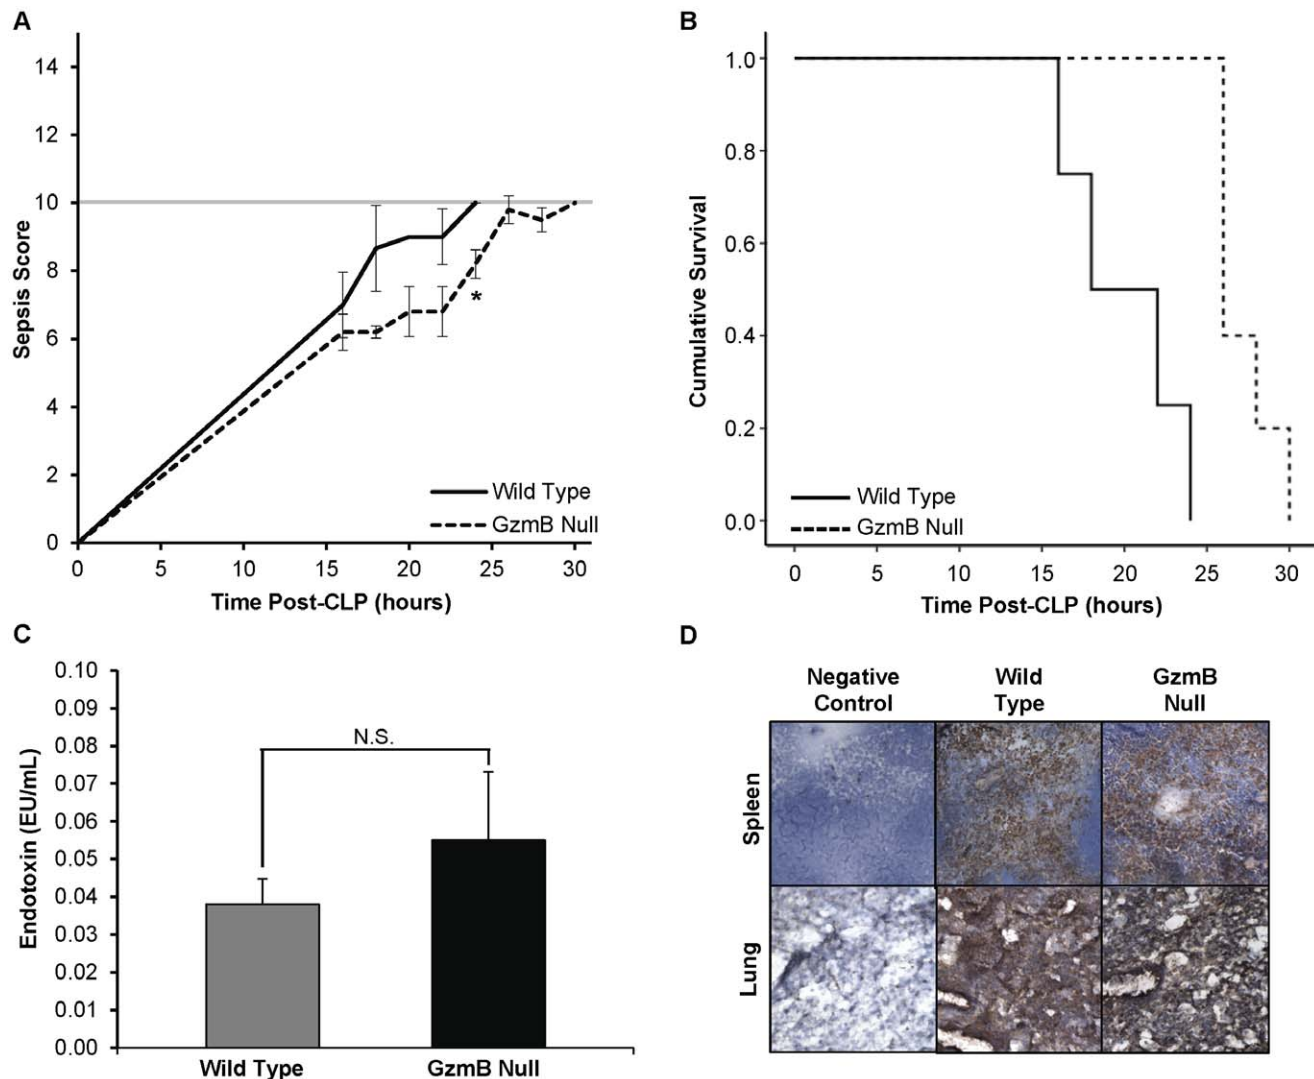 A
14
12
10
8
6
4
2
0
Sepsis Score
*
Wild Type
GzmB Null
0 5 10 15 20 25 30
Time Post-CLP (hours)
B
1.0
0.8
0.6
0.4
0.2
0.0
Cumulative Survival
Wild Type
GzmB Null
0 5 10 15 20 25 30
Time Post-CLP (hours)
C
0.10
0.09
0.08
0.07
0.06
0.05
0.04
0.03
0.02
0.01
0.00
Endotoxin (EU/mL)
N.S.
Wild Type GzmB Null
D
Negative
Control
Wild
Type
GzmB
Null
Spleen
Lung